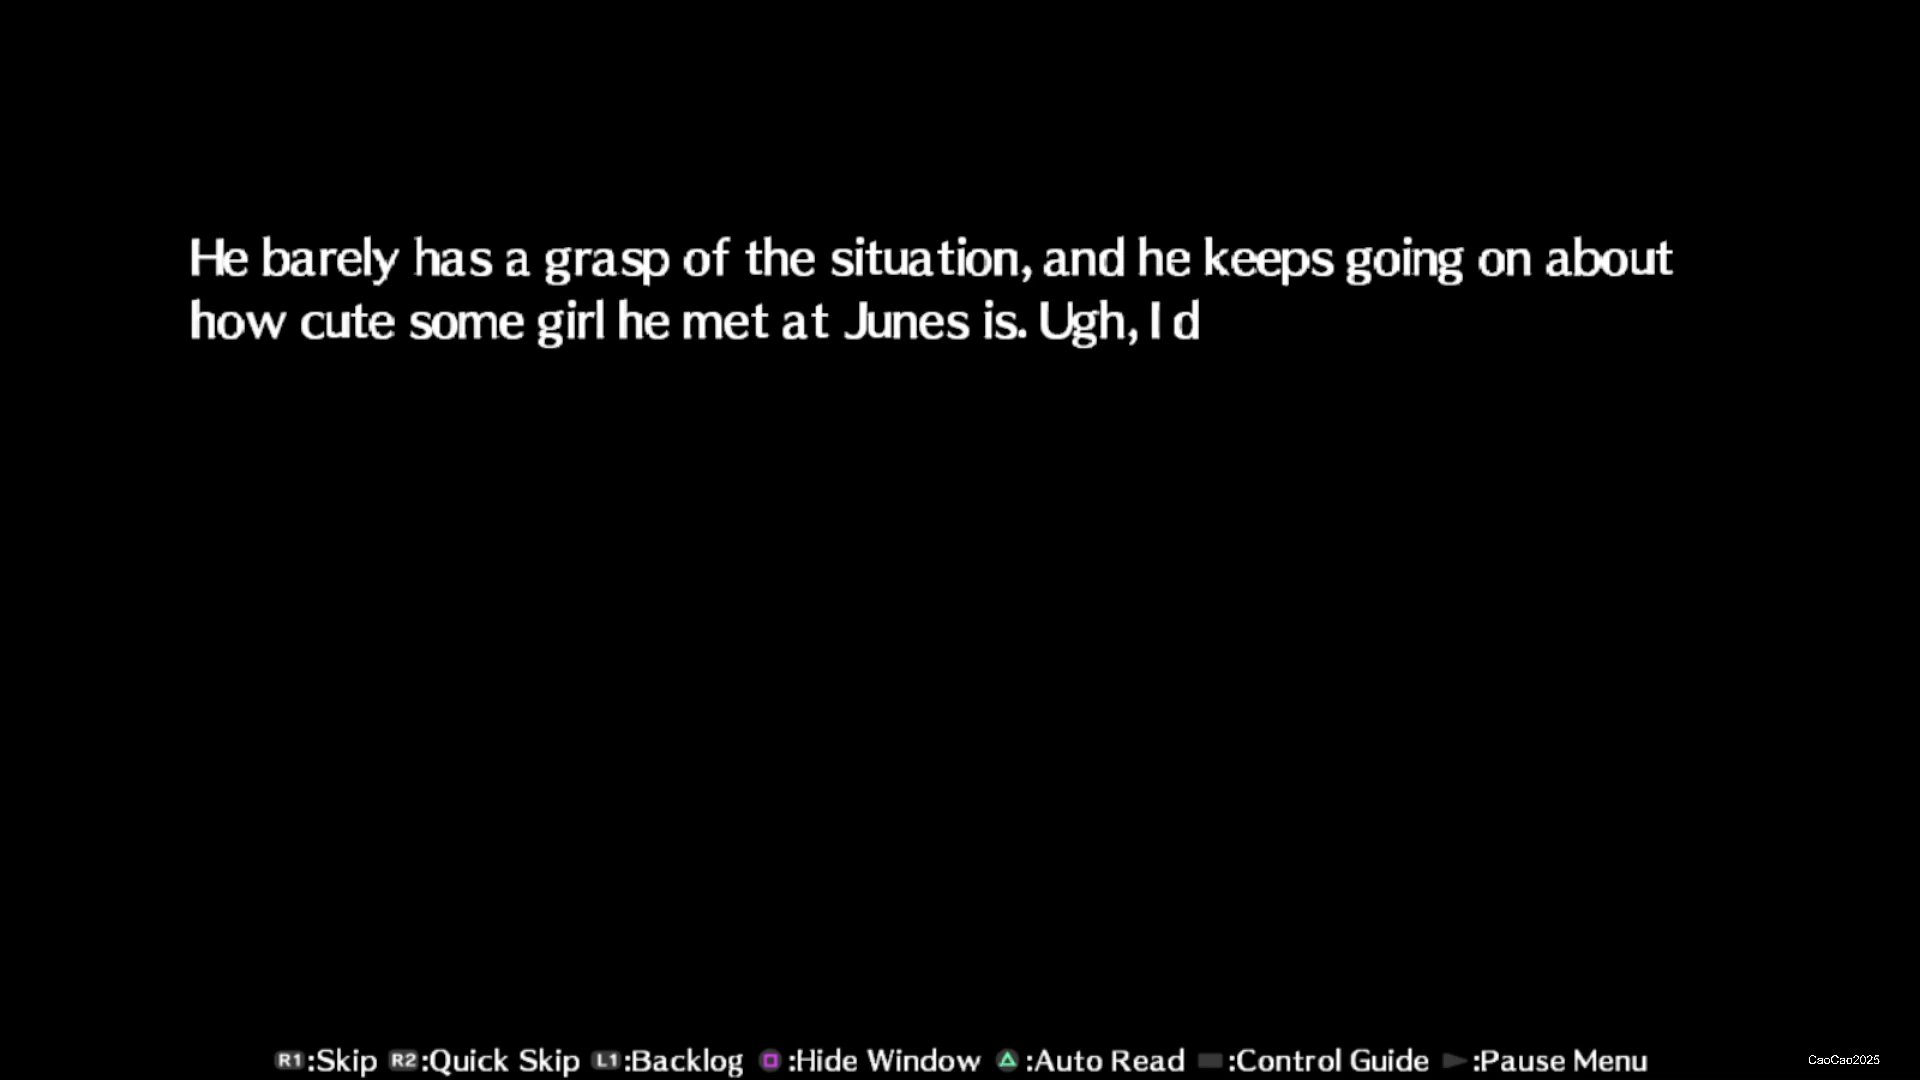 He barely has a grasp of the situation, and he keeps going on about
how cute some girl he met at Junes is. Ugh, I d
R1:Skip R2:Quick Skip L1:Backlog :Hide Window :Auto Read :Control Guide :Pause Menu
CaoCao2025